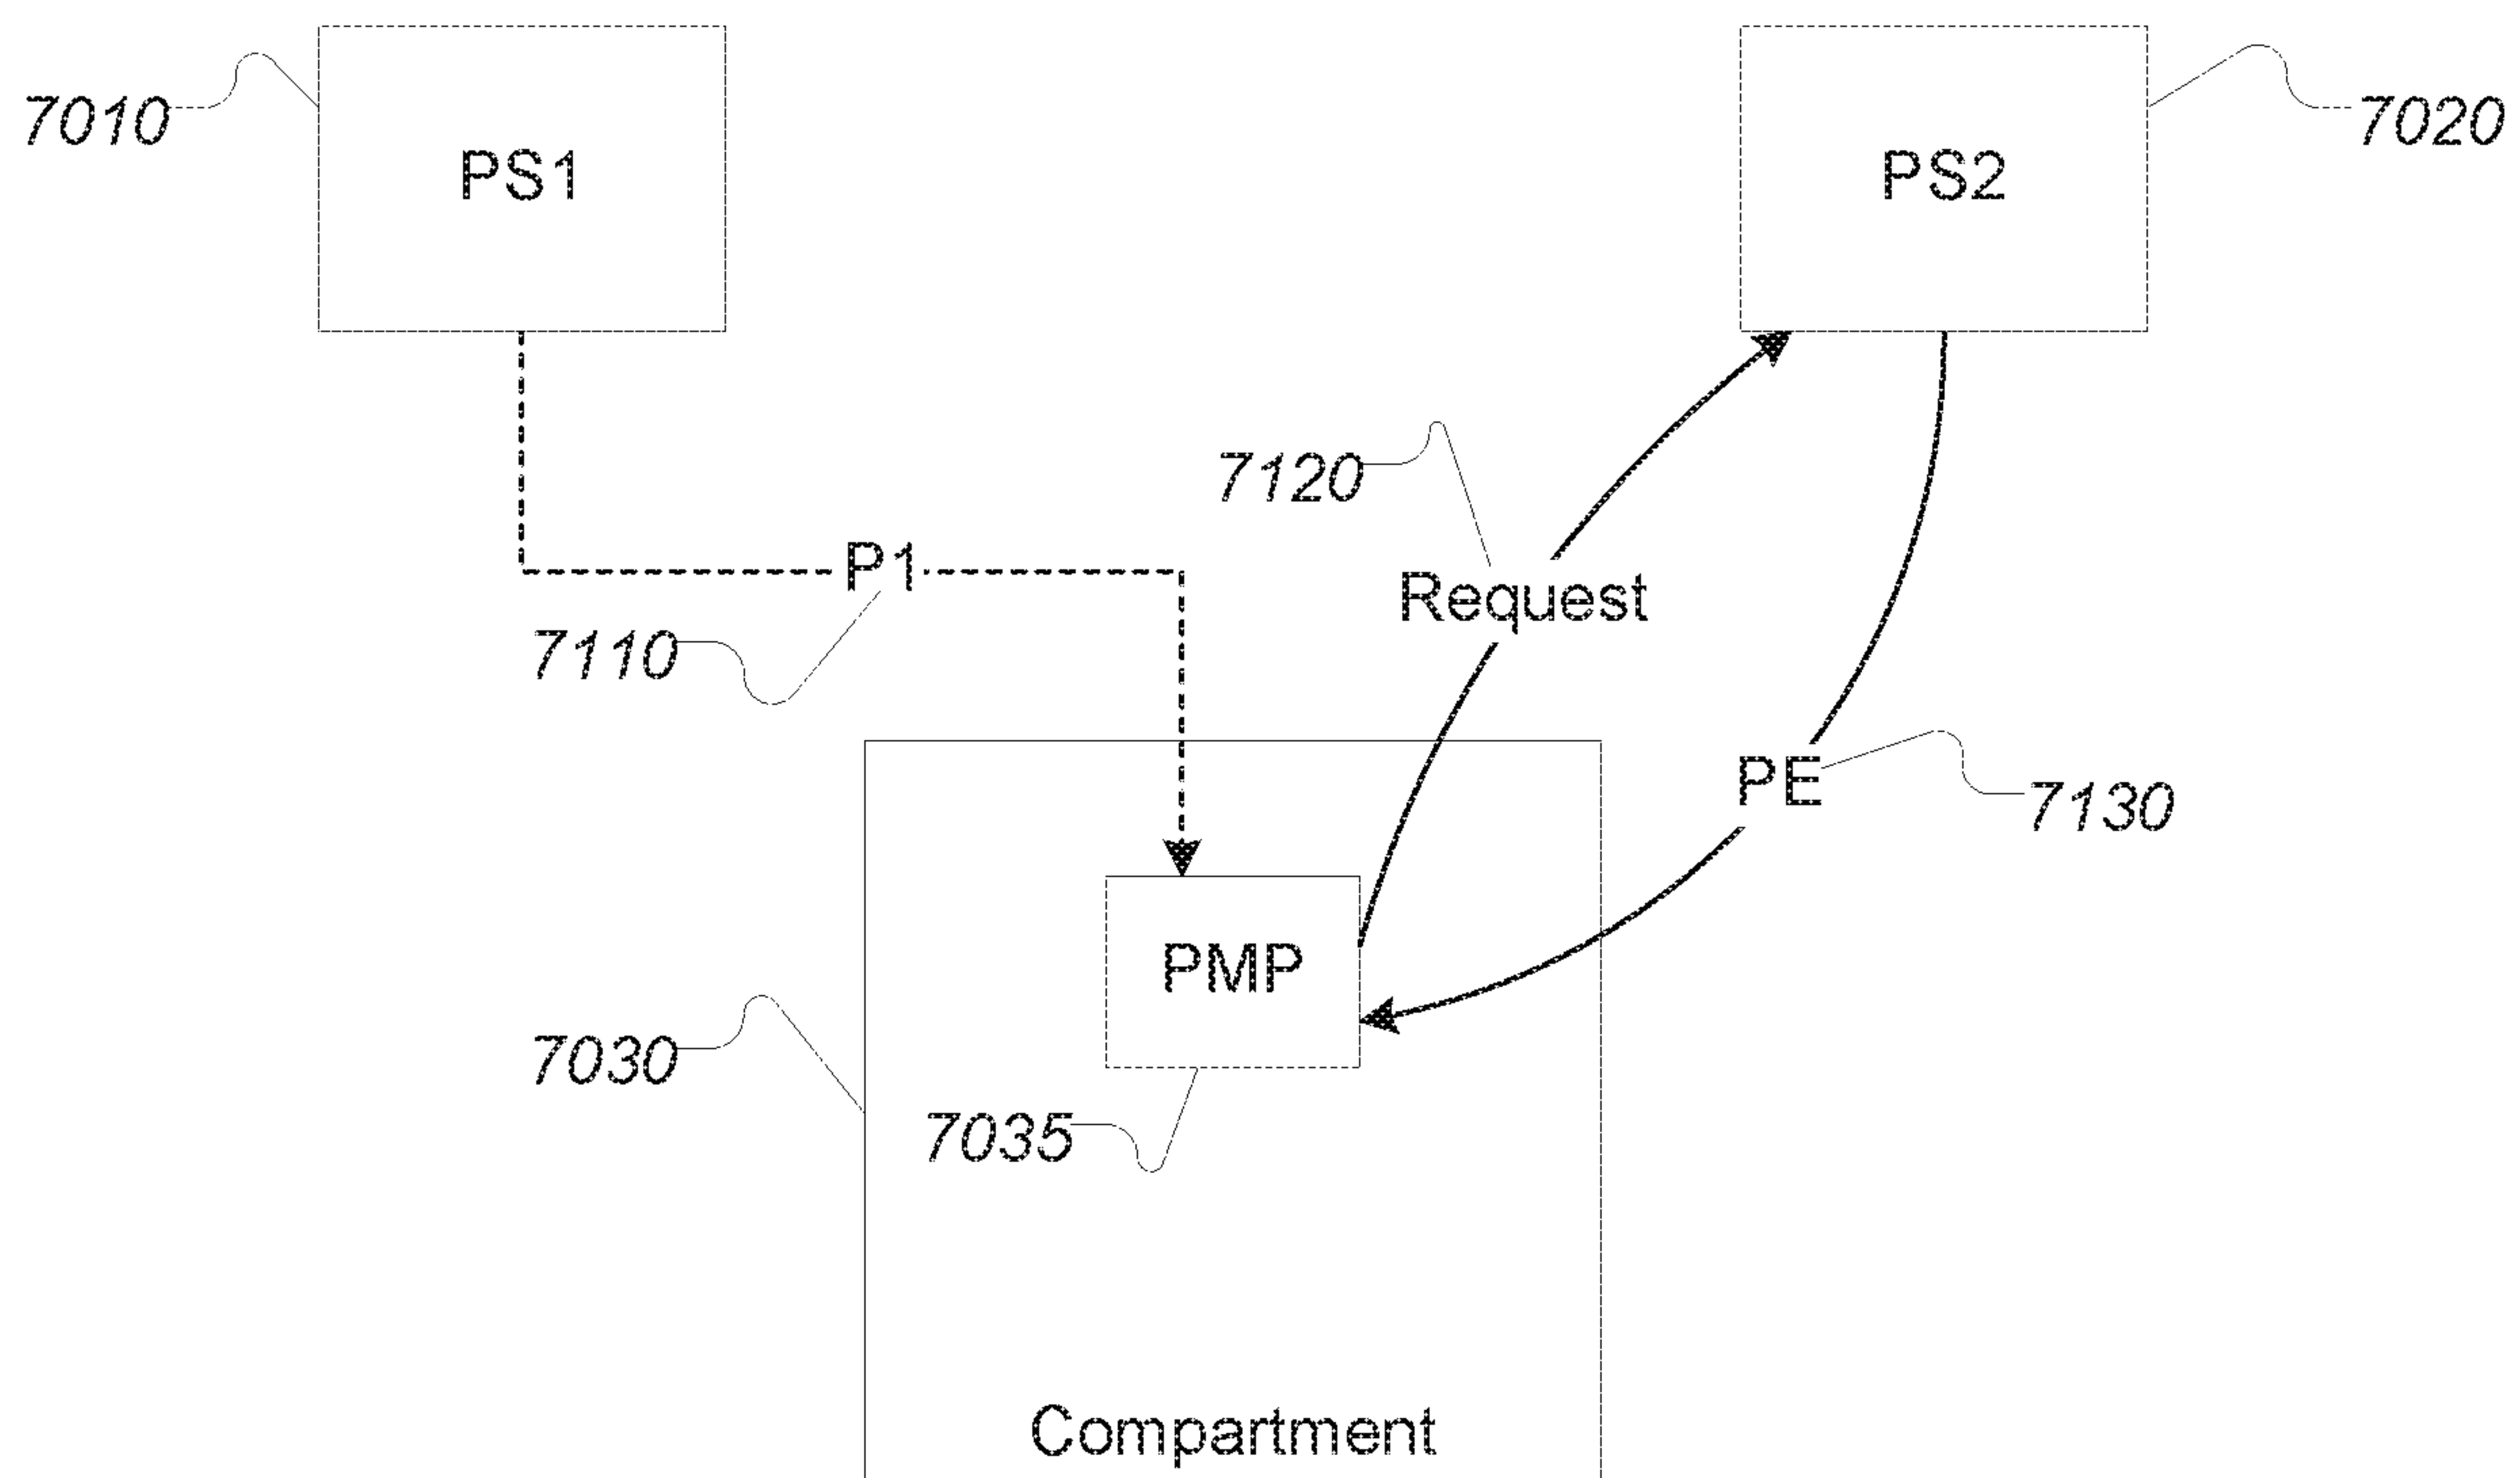 7010
PS1
PS2
7020
7120
P1
Request
7110
PE
7130
PMP
7030
7035
Compartment